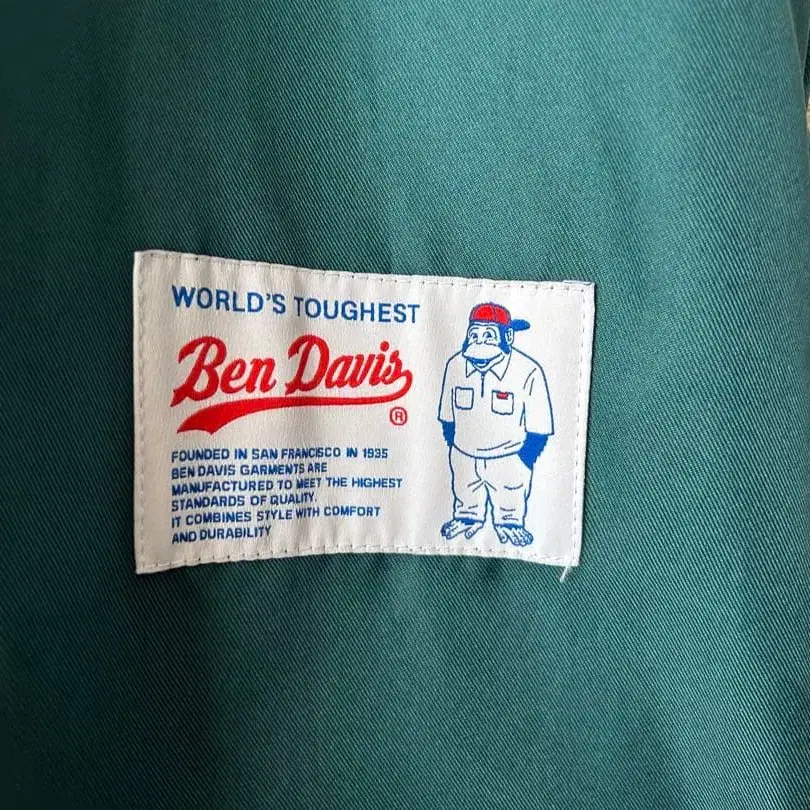 WORLD'S TOUGHEST
Ben Davis
®
FOUNDED IN SAN FRANCISCO IN 1935
BEN DAVIS GARMENTS ARE
MANUFACTURED TO MEET THE HIGHEST
STANDARDS OF QUALITY.
IT COMBINES STYLE WITH COMFORT
AND DURABILITY